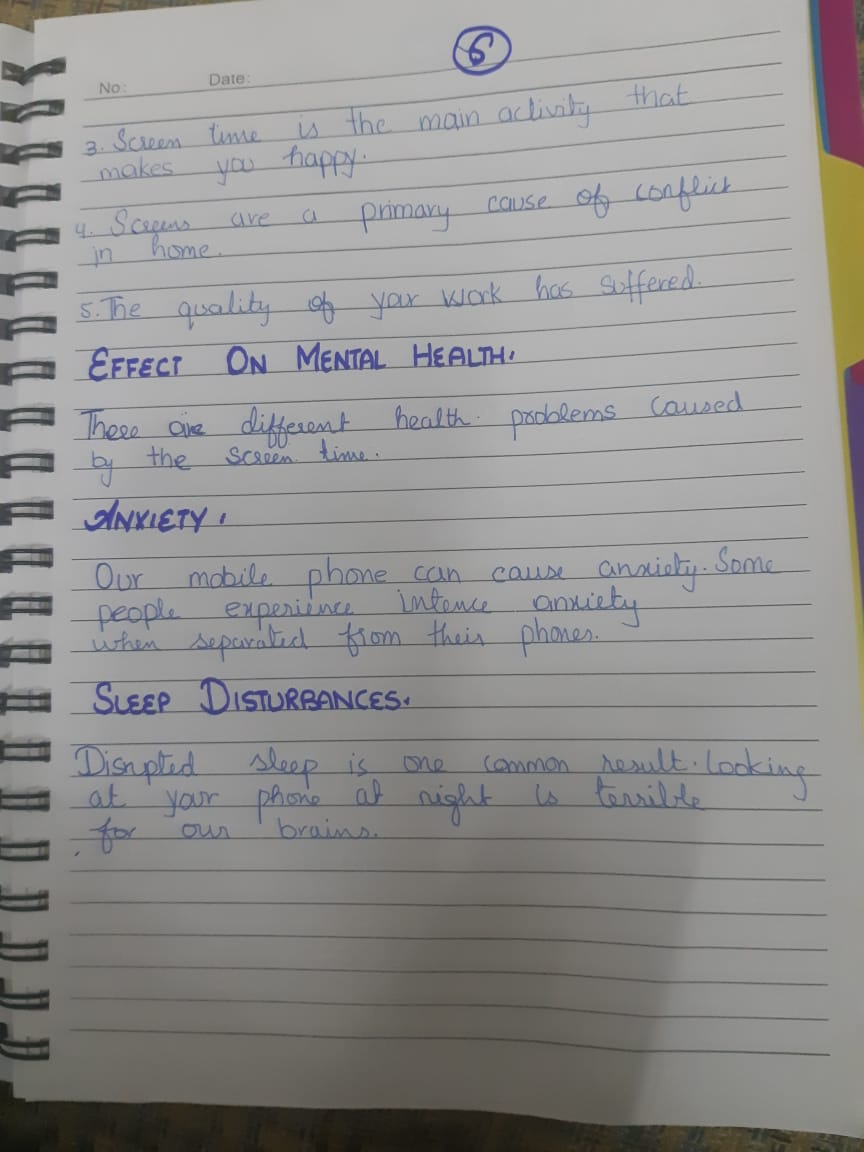 6
No: Date:
3. Screen time is the main activity that
makes you happy.
4. Screens are a primary cause of conflict
in home.
5. The quality of your work has suffered.
EFFECT ON MENTAL HEALTH.
There are different health problems caused
by the screen time.
ANXIETY.
Our mobile phone can cause anxiety. Some
people experience intence anxiety
when separated from their phones.
SLEEP DISTURBANCES.
Disrupted sleep is one common result. Looking
at your phone at night is terrible
for our brains.